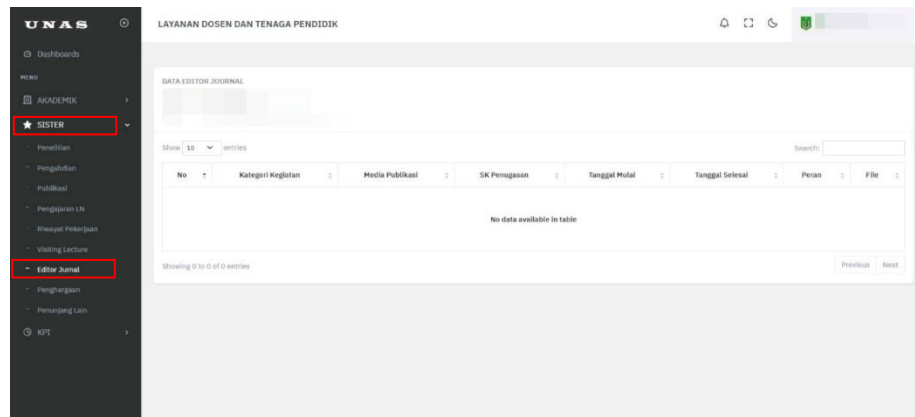 UNAS
LAYANAN DOSEN DAN TENAGA PENDIDIK
Dashboards
MENU
AKADEMIK
SISTER
Penelitian
Pengabdian
Publikasi
Pengajaran LN
Riwayat Pekerjaan
Visiting Lecture
Editor Jurnal
Penghargaan
Penunjang Lain
KPI
DATA EDITOR JOURNAL
Show 10 entries
Search:
No Kategori Kegiatan Media Publikasi SK Penugasan Tanggal Mulai Tanggal Selesai Peran File
No data available in table
Showing 0 to 0 of 0 entries
Previous Next